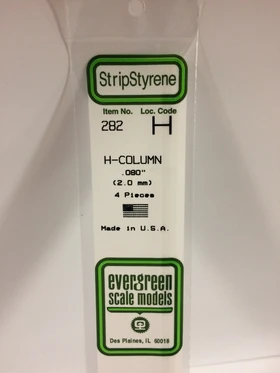 StripStyrene
Item No. Loc. Code
282 H
H-COLUMN
.080"
(2.0 mm)
4 Pieces
Made in U.S.A.
evergreen
scale models
Des Plaines, IL 60018